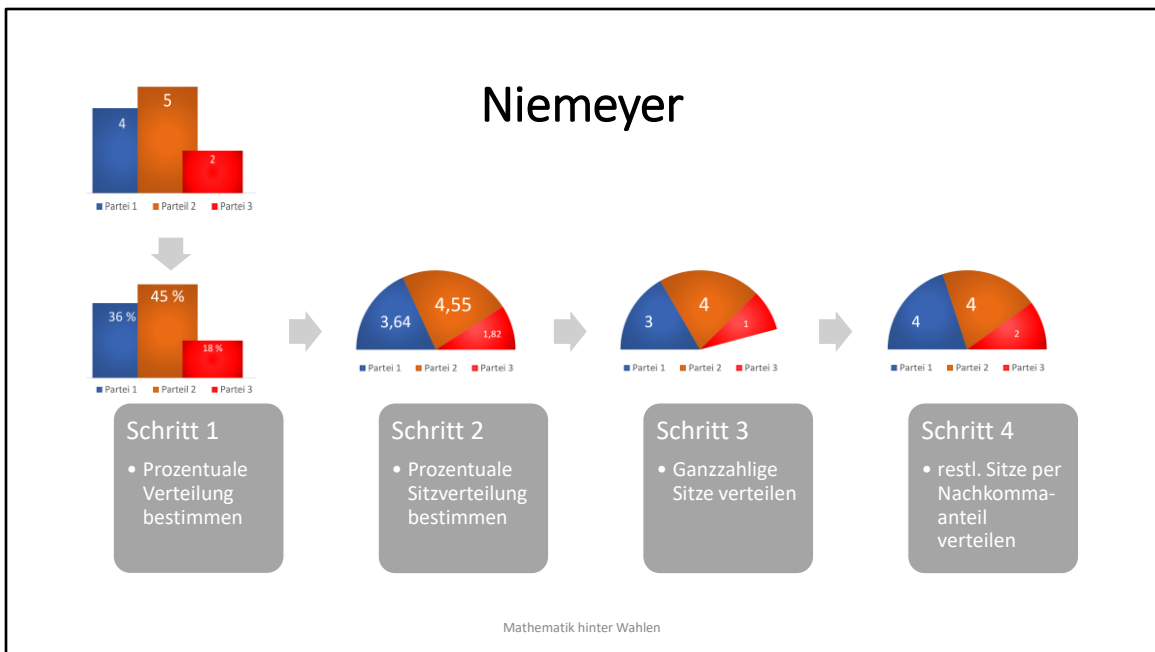 Niemeyer
4
5
2
Partei 1 Parteil 2 Partei 3
36 %
45 %
18 %
Partei 1 Parteil 2 Partei 3
3,64
4,55
1,82
Partei 1 Partei 2 Partei 3
3
4
1
Partei 1 Partei 2 Partei 3
4
4
2
Partei 1 Partei 2 Partei 3
Schritt 1
• Prozentuale
Verteilung
bestimmen
Schritt 2
• Prozentuale
Sitzverteilung
bestimmen
Schritt 3
• Ganzzahlige
Sitze verteilen
Schritt 4
• restl. Sitze per
Nachkomma-
anteil
verteilen
Mathematik hinter Wahlen